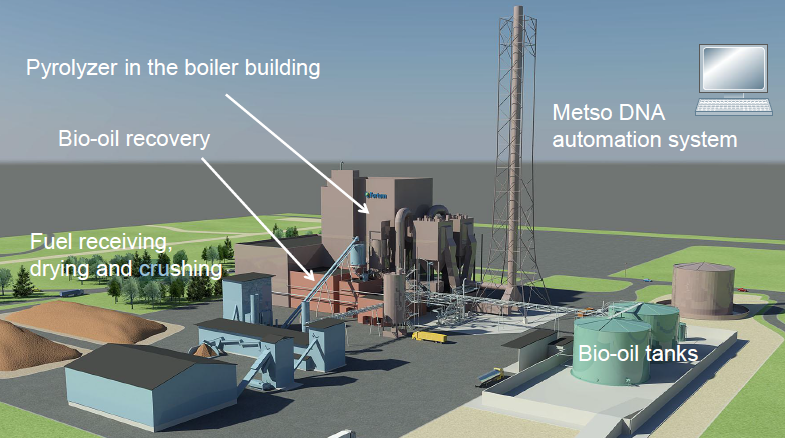 Pyrolyzer in the boiler building
Metso DNA
automation system
Bio-oil recovery
Fortum
Fuel receiving,
drying and crushing
Bio-oil tanks